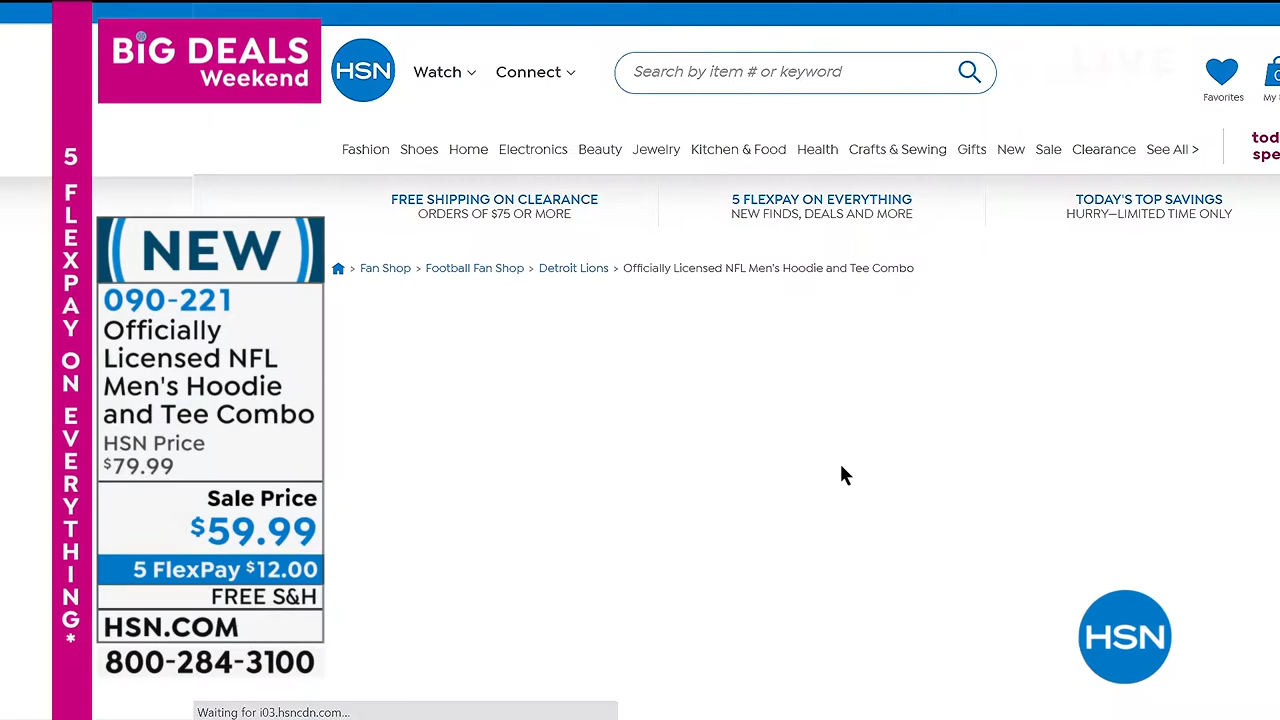 BiG DEALS
Weekend
5 FLEXPAY ON EVERYTHING*
HSN
Watch
Connect
Search by item # or keyword
LIVE
Favorites
My
Fashion Shoes Home Electronics Beauty Jewelry Kitchen & Food Health Crafts & Sewing Gifts New Sale Clearance See All >
tod
spe
FREE SHIPPING ON CLEARANCE
ORDERS OF $75 OR MORE
5 FLEXPAY ON EVERYTHING
NEW FINDS, DEALS AND MORE
TODAY'S TOP SAVINGS
HURRY—LIMITED TIME ONLY
> Fan Shop > Football Fan Shop > Detroit Lions > Officially Licensed NFL Men's Hoodie and Tee Combo
(NEW)
090-221
Officially
Licensed NFL
Men's Hoodie
and Tee Combo
HSN Price
$79.99
Sale Price
$59.99
5 FlexPay $12.00
FREE S&H
HSN.COM
800-284-3100
HSN
Waiting for i03.hsncdn.com...